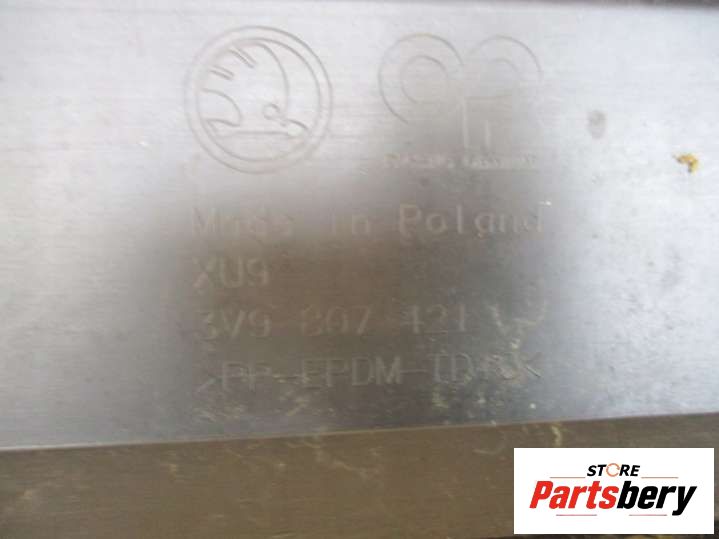 Made in Poland
XU9
3V9 807 421
>PP-EPDM-TD
STORE
Partsbery